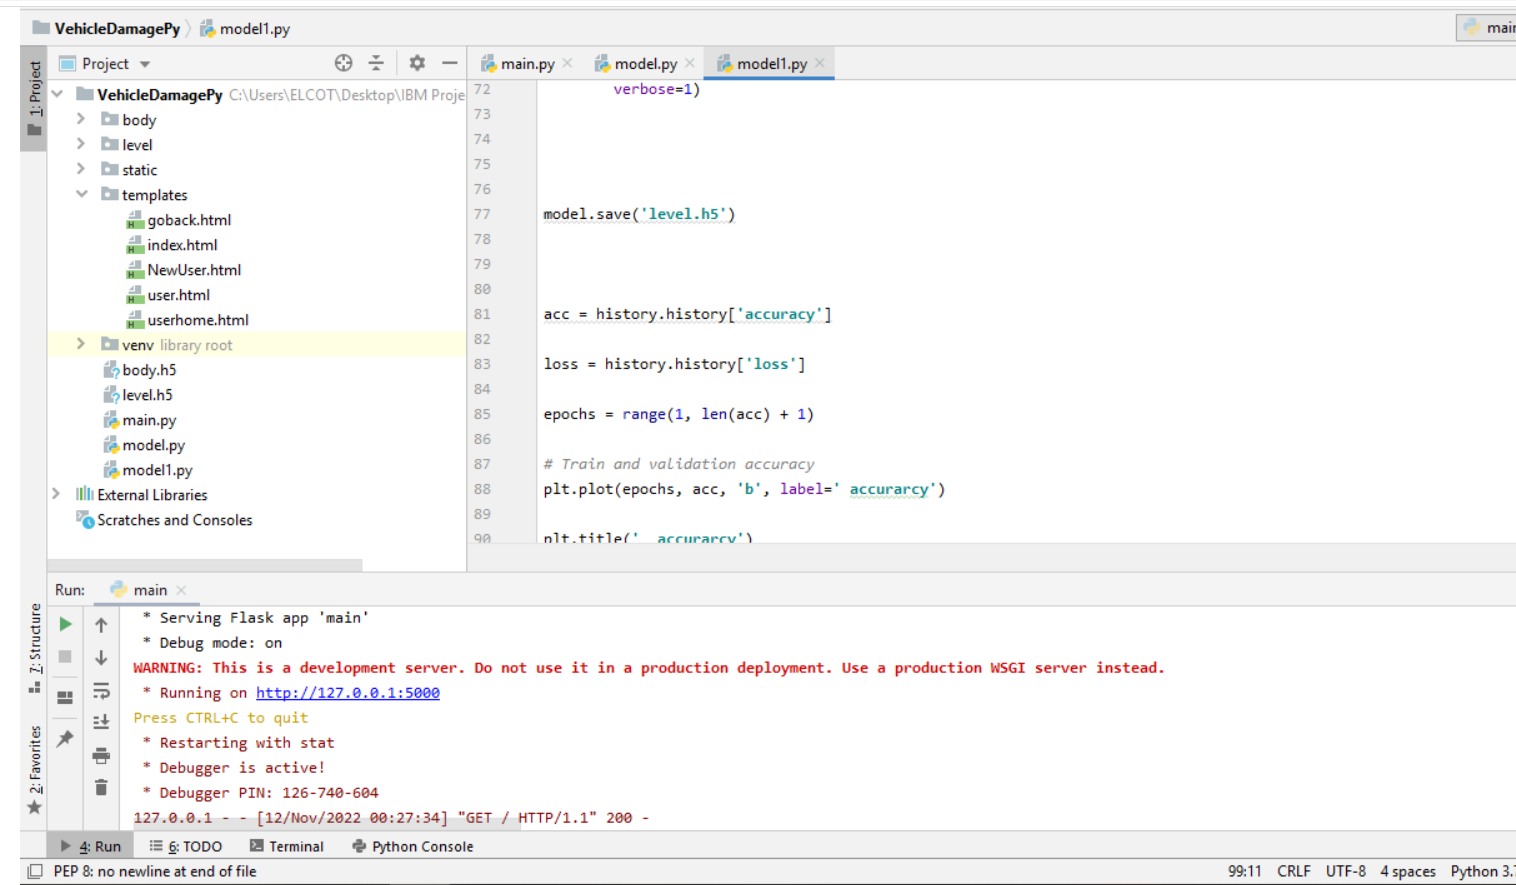 VehicleDamagePy model1.py
main
1: Project
Project
main.py
model.py
model1.py
VehicleDamagePy C:\Users\ELCOT\Desktop\IBM Proje
body
level
static
templates
goback.html
index.html
NewUser.html
user.html
userhome.html
venv library root
body.h5
level.h5
main.py
model.py
model1.py
External Libraries
Scratches and Consoles
72 verbose=1)
73
74
75
76
77 model.save('level.h5')
78
79
80
81 acc = history.history['accuracy']
82
83 loss = history.history['loss']
84
85 epochs = range(1, len(acc) + 1)
86
87 # Train and validation accuracy
88 plt.plot(epochs, acc, 'b', label=' accurarcy')
89
90 plt.title(' accurarcy')
Run: main
7: Structure
2: Favorites
* Serving Flask app 'main'
* Debug mode: on
WARNING: This is a development server. Do not use it in a production deployment. Use a production WSGI server instead.
* Running on http://127.0.0.1:5000
Press CTRL+C to quit
* Restarting with stat
* Debugger is active!
* Debugger PIN: 126-740-604
127.0.0.1 - - [12/Nov/2022 00:27:34] "GET / HTTP/1.1" 200 -
4: Run 6: TODO Terminal Python Console
PEP 8: no newline at end of file
99:11 CRLF UTF-8 4 spaces Python 3.7